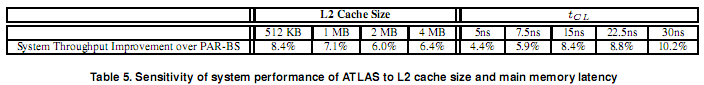 L2 Cache Size tCL
512 KB 1 MB 2 MB 4 MB 5ns 7.5ns 15ns 22.5ns 30ns
System Throughput Improvement over PAR-BS 8.4% 7.1% 6.0% 6.4% 4.4% 5.9% 8.4% 8.8% 10.2%
Table 5. Sensitivity of system performance of ATLAS to L2 cache size and main memory latency